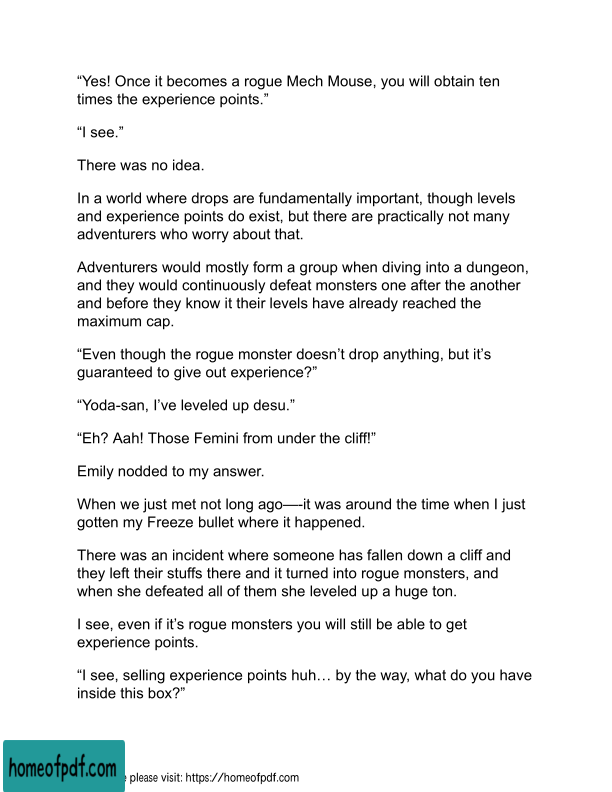 “Yes! Once it becomes a rogue Mech Mouse, you will obtain ten
times the experience points.”
“I see.”
There was no idea.
In a world where drops are fundamentally important, though levels
and experience points do exist, but there are practically not many
adventurers who worry about that.
Adventurers would mostly form a group when diving into a dungeon,
and they would continuously defeat monsters one after the another
and before they know it their levels have already reached the
maximum cap.
“Even though the rogue monster doesn’t drop anything, but it’s
guaranteed to give out experience?”
“Yoda-san, I’ve leveled up desu.”
“Eh? Aah! Those Femini from under the cliff!”
Emily nodded to my answer.
When we just met not long ago—-it was around the time when I just
gotten my Freeze bullet where it happened.
There was an incident where someone has fallen down a cliff and
they left their stuffs there and it turned into rogue monsters, and
when she defeated all of them she leveled up a huge ton.
I see, even if it’s rogue monsters you will still be able to get
experience points.
“I see, selling experience points huh… by the way, what do you have
inside this box?”
homeofpdf.com
please visit: https://homeofpdf.com